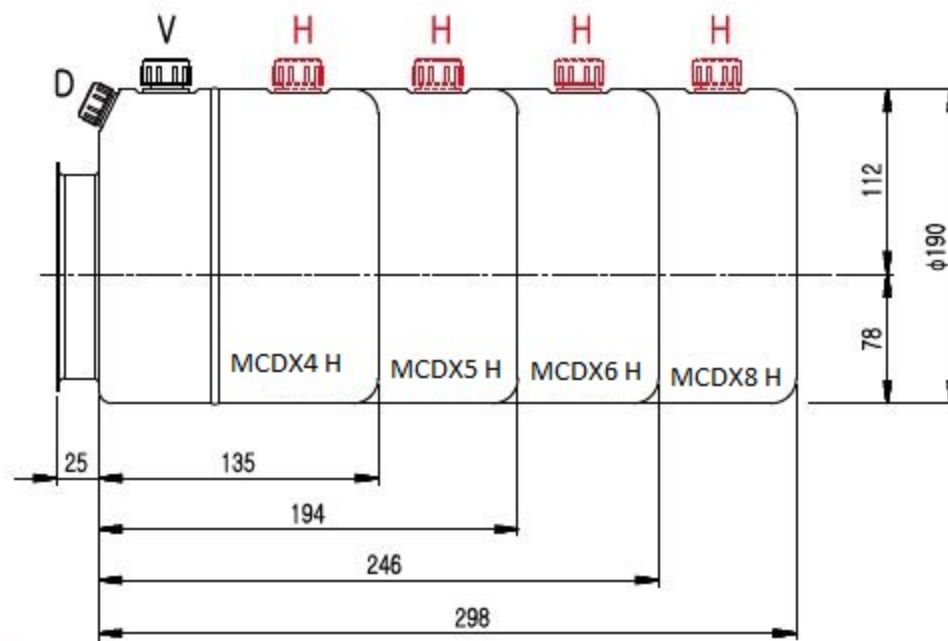 V
H
H
H
H
D
112
ϕ190
78
MCDX4 H
MCDX5 H
MCDX6 H
MCDX8 H
25
135
194
246
298